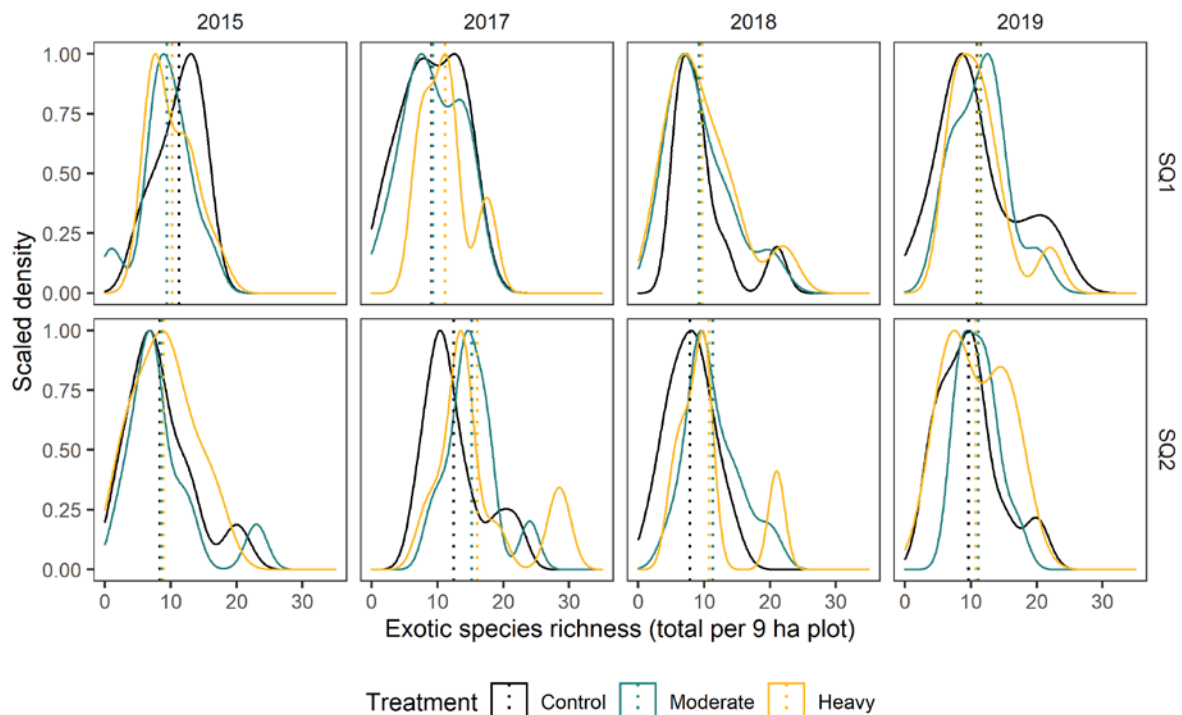 2015 2017 2018 2019
1.00
0.75
0.50
0.25
0.00
SQ1
1.00
0.75
0.50
0.25
0.00
SQ2
Scaled density
0 10 20 30 0 10 20 30 0 10 20 30 0 10 20 30
Exotic species richness (total per 9 ha plot)
Treatment Control Moderate Heavy